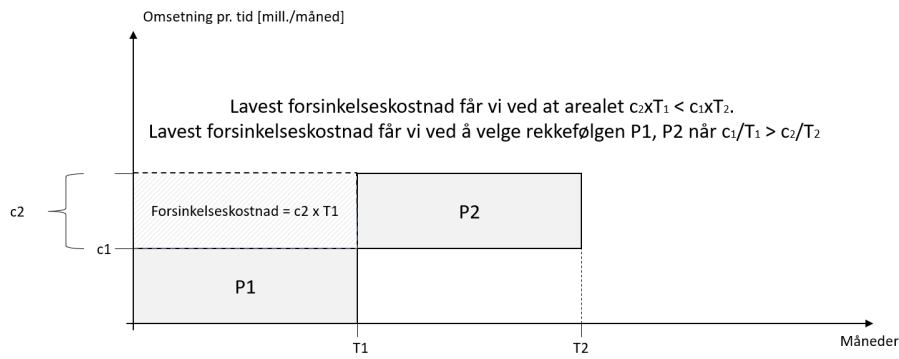 Omsetning pr. tid [mill./måned]
Lavest forsinkelseskostnad får vi ved at arealet c₂xT₁ < c₁xT₂.
Lavest forsinkelseskostnad får vi ved å velge rekkefølgen P1, P2 når c₁/T₁ > c₂/T₂
c2
Forsinkelseskostnad = c2 x T1
P2
c1
P1
T1
T2
Måneder